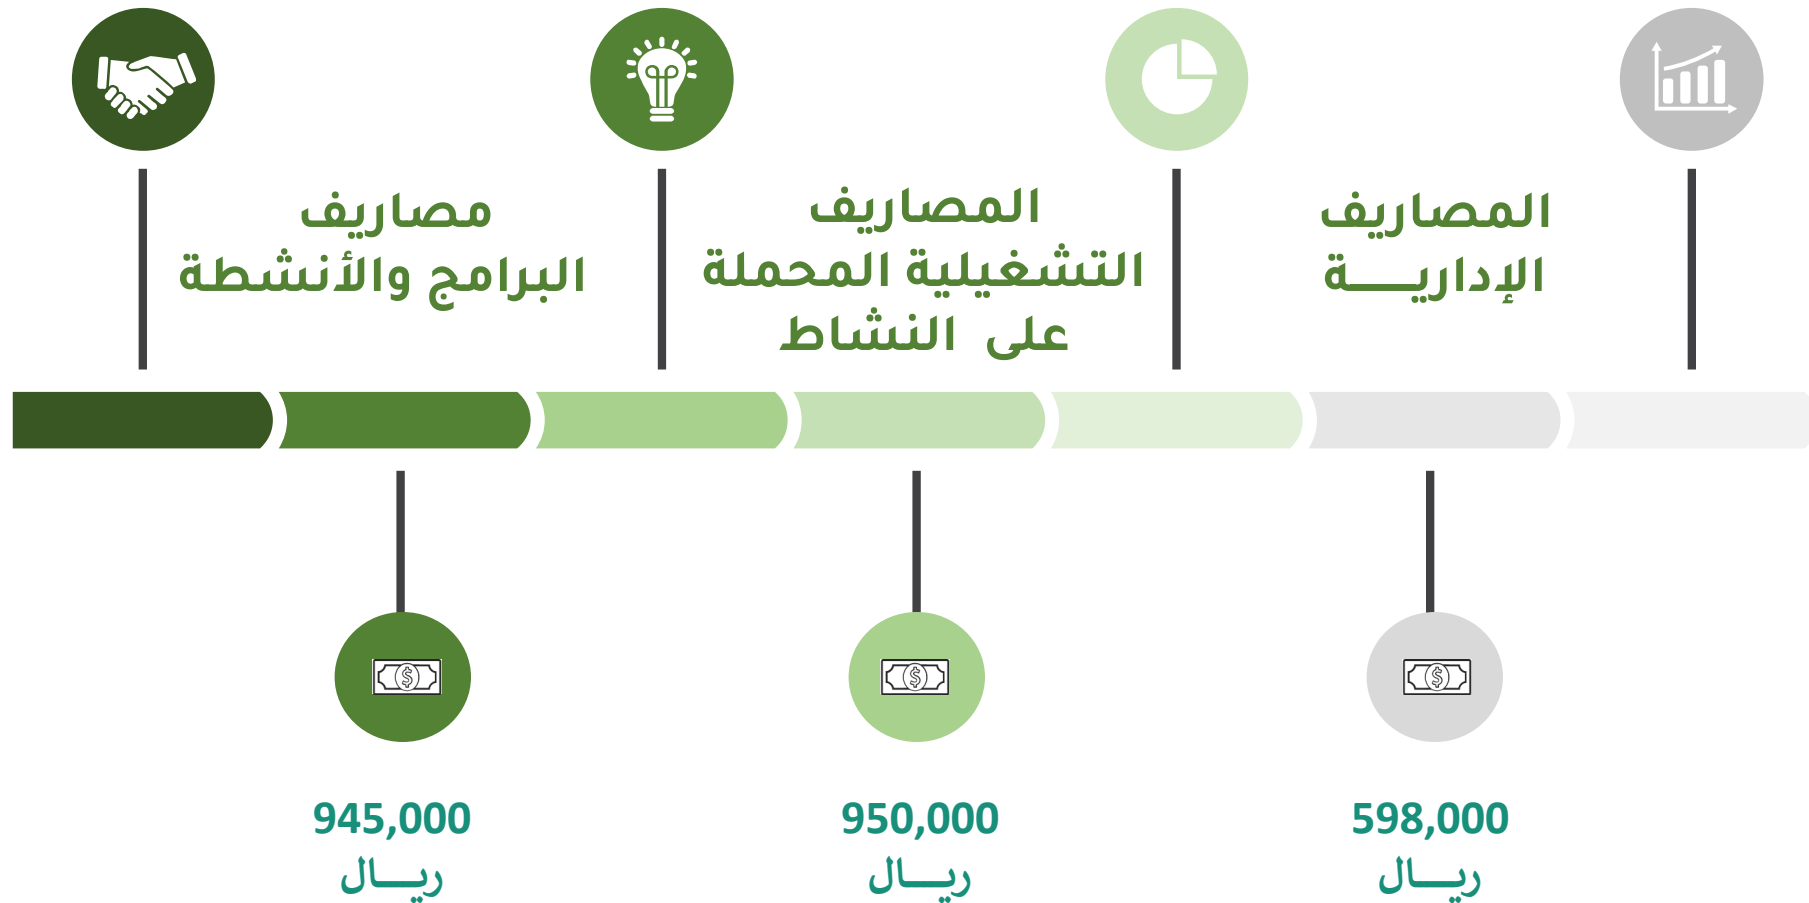 المصاريف
الإداريـــــة
598,000
ريـــال
المصاريف
التشغيلية المحملة
على النشاط
950,000
ريـــال
مصاريف
البرامج والأنشطة
945,000
ريـــال